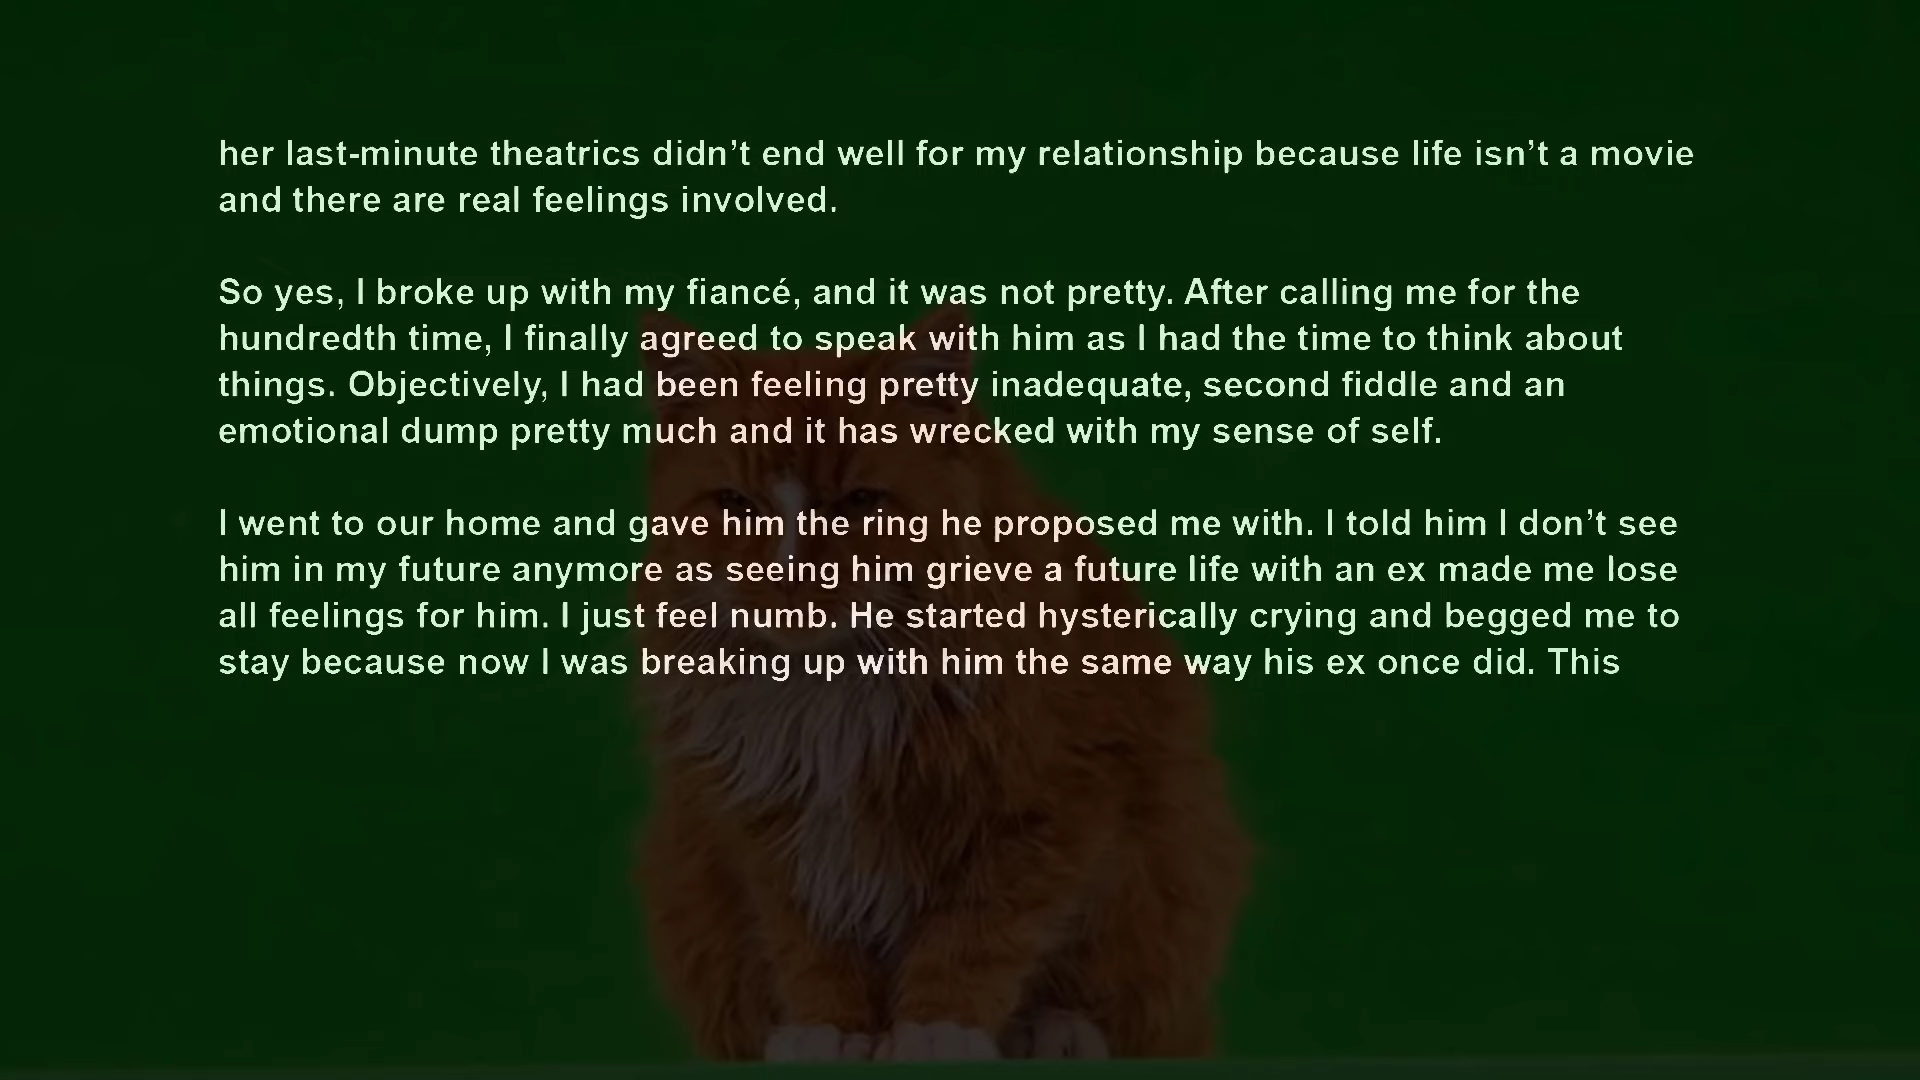 her last-minute theatrics didn’t end well for my relationship because life isn’t a movie
and there are real feelings involved.
So yes, I broke up with my fiancé, and it was not pretty. After calling me for the
hundredth time, I finally agreed to speak with him as I had the time to think about
things. Objectively, I had been feeling pretty inadequate, second fiddle and an
emotional dump pretty much and it has wrecked with my sense of self.
I went to our home and gave him the ring he proposed me with. I told him I don’t see
him in my future anymore as seeing him grieve a future life with an ex made me lose
all feelings for him. I just feel numb. He started hysterically crying and begged me to
stay because now I was breaking up with him the same way his ex once did. This